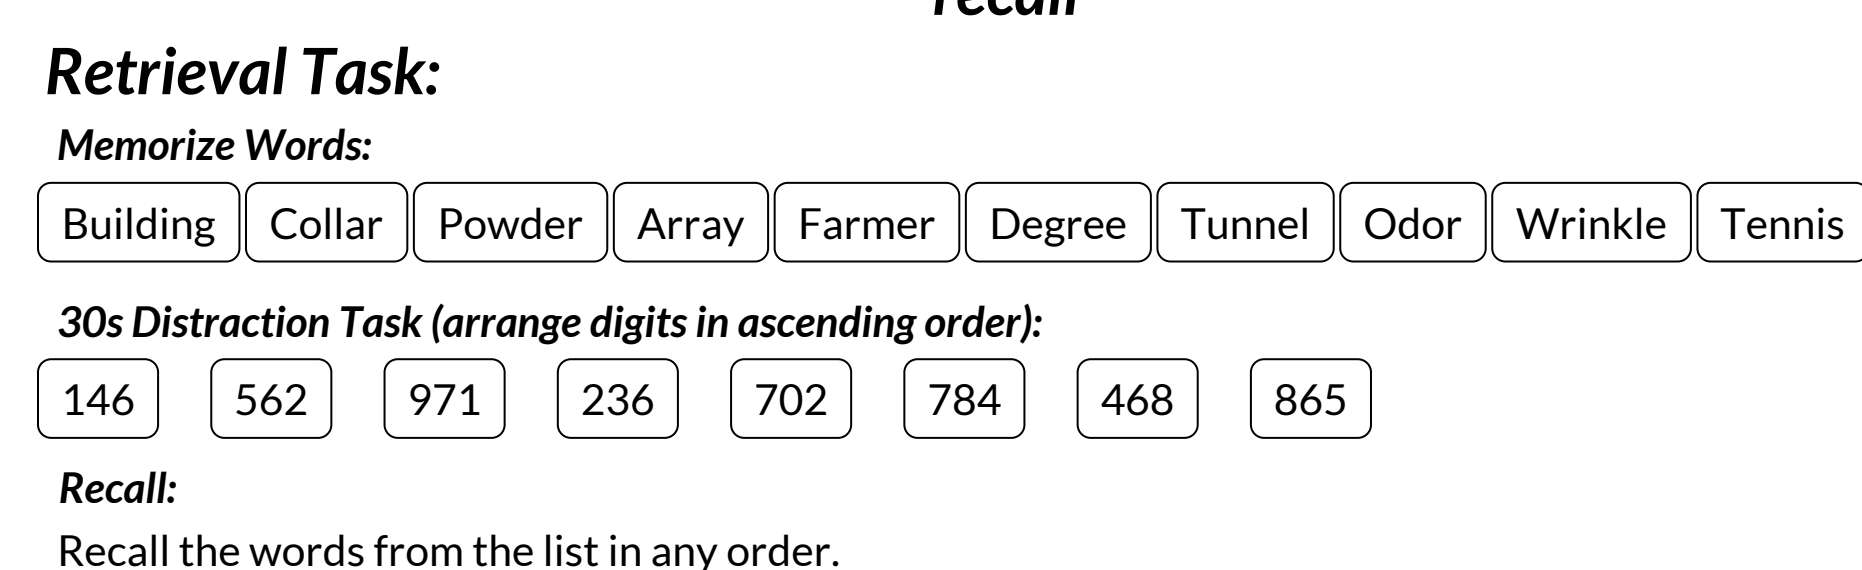 recall
Retrieval Task:
Memorize Words:
Building Collar Powder Array Farmer Degree Tunnel Odor Wrinkle Tennis
30s Distraction Task (arrange digits in ascending order):
146 562 971 236 702 784 468 865
Recall:
Recall the words from the list in any order.